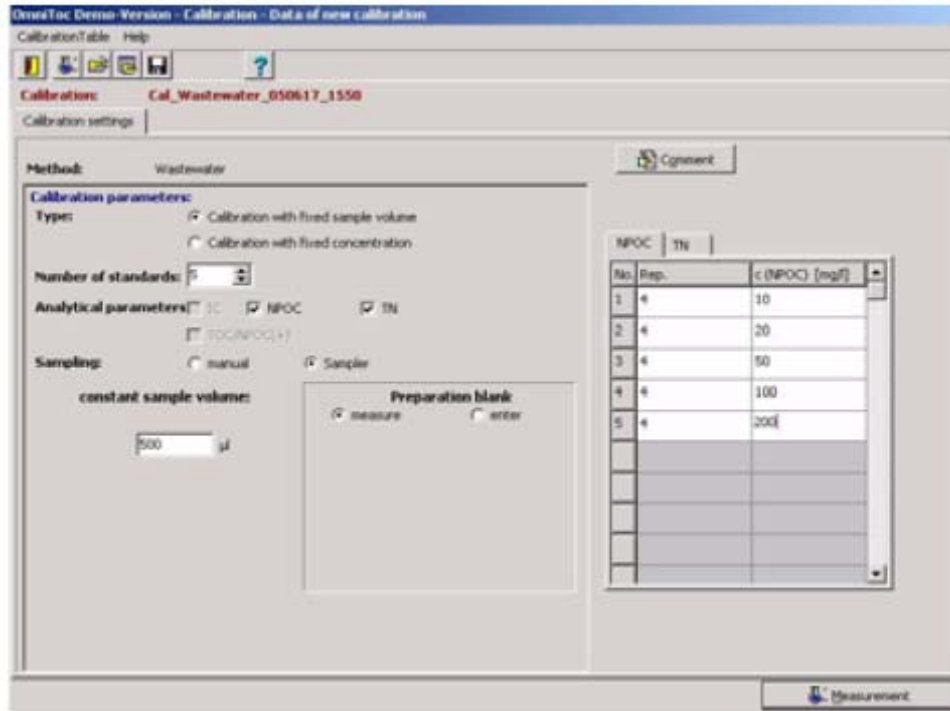 OmniToc Demo-Version - Calibration - Data of new calibration
CalibrationTable Help
?
Calibration: Cal_Wastewater_050617_1550
Calibration settings
Method: Wastewater
Comment
Calibration parameters:
Type: Calibration with fixed sample volume
Calibration with fixed concentration
Number of standards: 5
Analytical parameters IC NPOC TN
TOC/NPOC(+)
Sampling: manual Sampler
constant sample volume:
500 µl
Preparation blank
measure enter
NPOC TN
No. Rep. c (NPOC) [mg/l]
1 4 10
2 4 20
3 4 50
4 4 100
5 4 200
Measurement